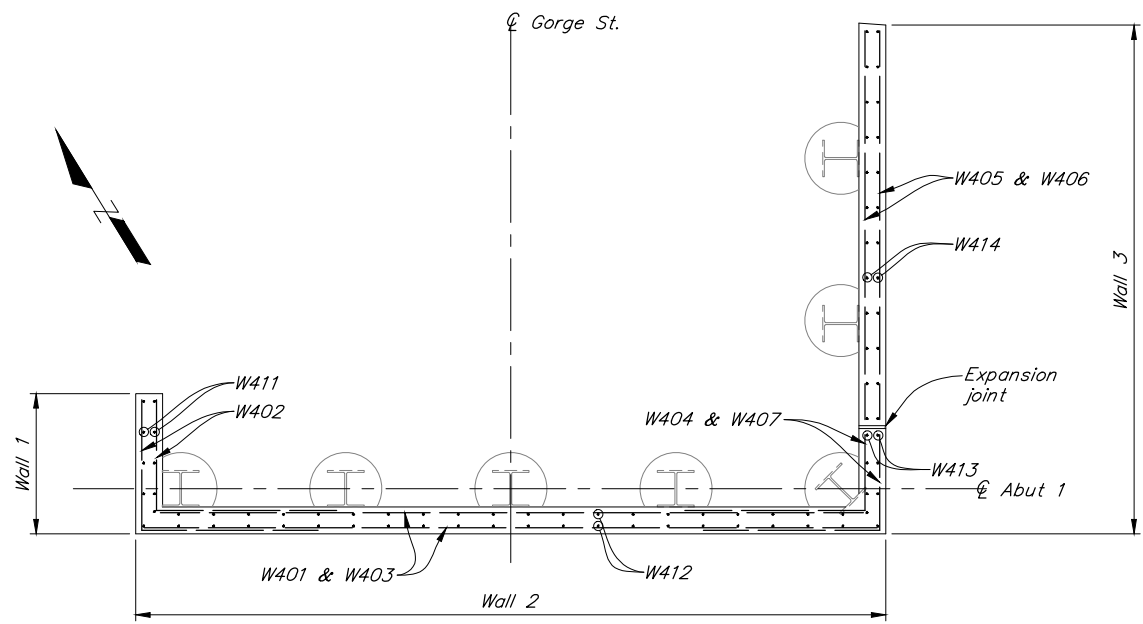 ℄ Gorge St.
W405 & W406
W414
Wall 3
Z
W411
W402
Expansion
joint
W404 & W407
Wall 1
W413
℄ Abut 1
W401 & W403
W412
Wall 2